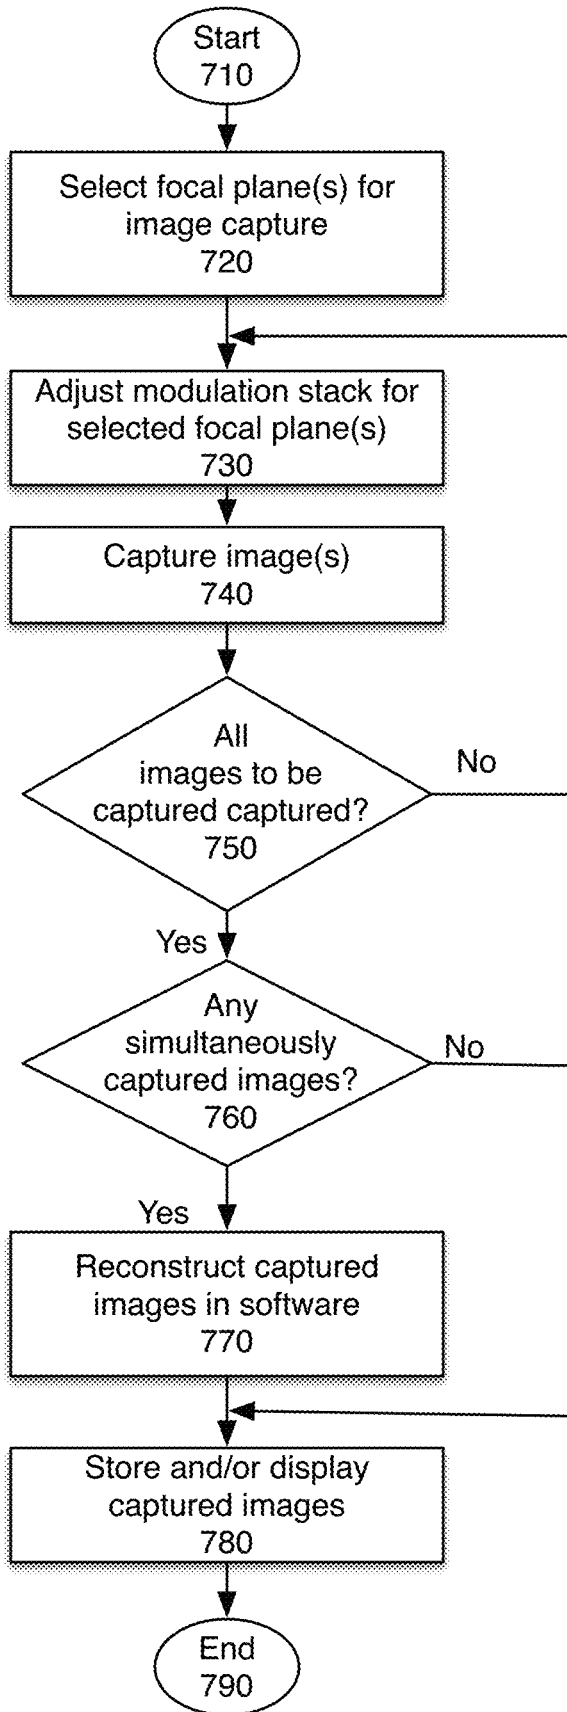 Start
710
Select focal plane(s) for
image capture
720
Adjust modulation stack for
selected focal plane(s)
730
Capture image(s)
740
All
images to be
captured captured?
750
No
Yes
Any
simultaneously
captured images?
760
No
Yes
Reconstruct captured
images in software
770
Store and/or display
captured images
780
End
790